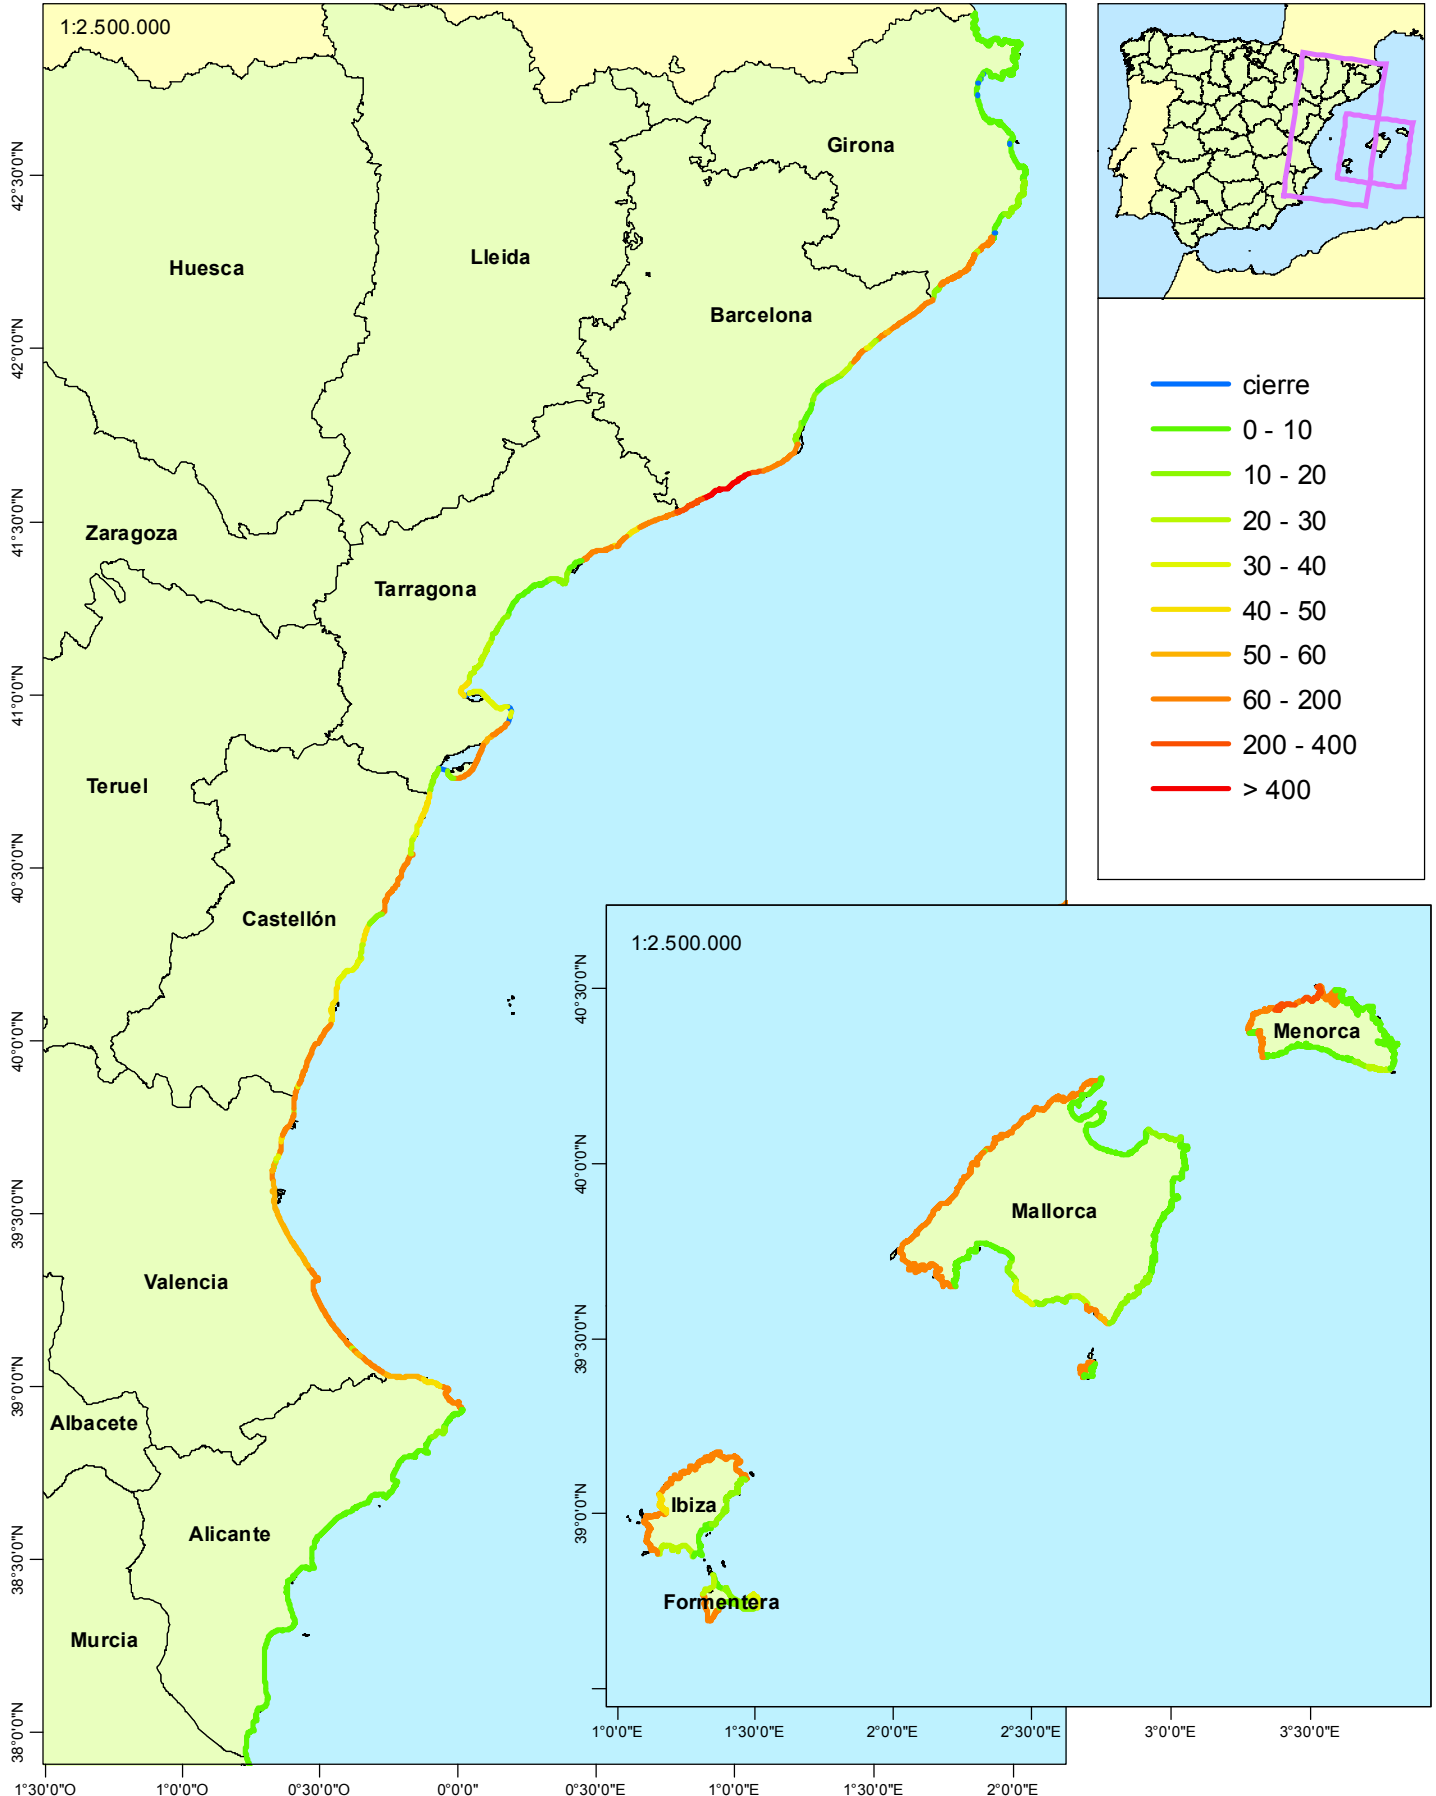 1:2.500.000
Girona
Huesca
Lleida
Barcelona
Zaragoza
Tarragona
Teruel
Castellón
Valencia
Albacete
Alicante
Murcia
42°30'0"N
42°0'0"N
41°30'0"N
41°0'0"N
40°30'0"N
40°0'0"N
39°30'0"N
39°0'0"N
38°30'0"N
38°0'0"N
1°30'0"O
1°0'0"O
0°30'0"O
0°0'0"
0°30'0"E
1°0'0"E
1°30'0"E
2°0'0"E
cierre
0 - 10
10 - 20
20 - 30
30 - 40
40 - 50
50 - 60
60 - 200
200 - 400
> 400
1:2.500.000
Menorca
Mallorca
Ibiza
Formentera
40°30'0"N
40°0'0"N
39°30'0"N
39°0'0"N
1°0'0"E
1°30'0"E
2°0'0"E
2°30'0"E
3°0'0"E
3°30'0"E